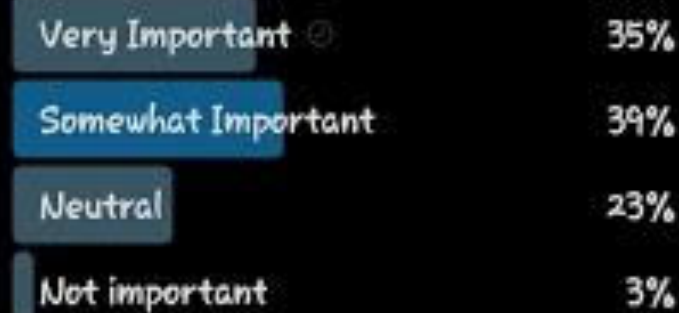 Very Important 35%
Somewhat Important 39%
Neutral 23%
Not important 3%